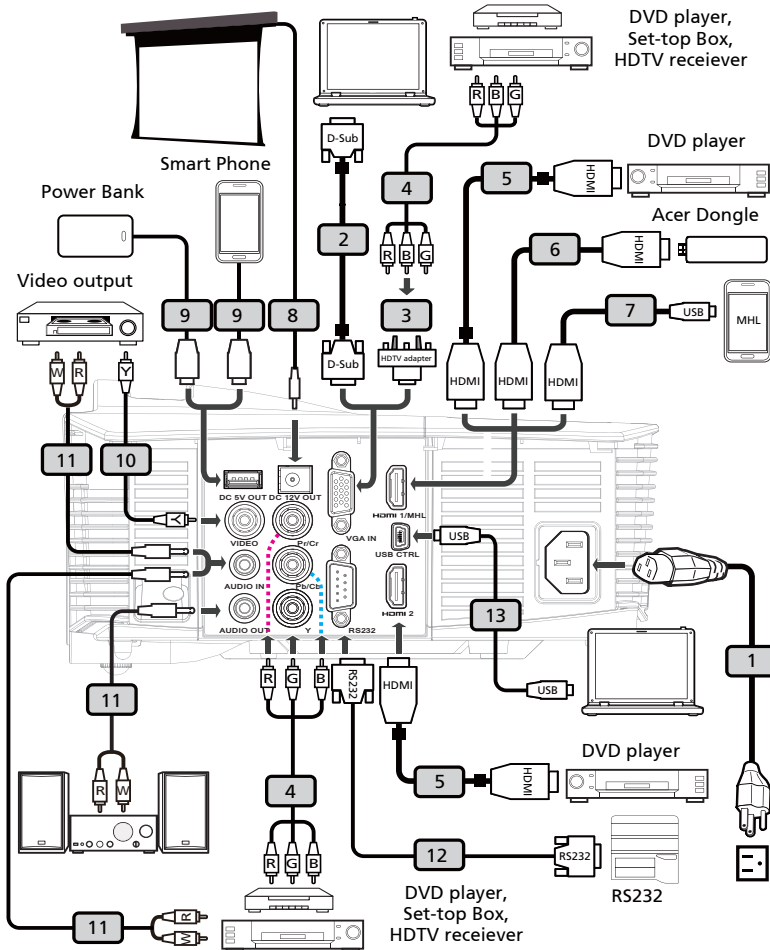 DVD player,
Set-top Box,
HDTV receiever
R B G
D-Sub
DVD player
Smart Phone
HDMI
5
4
Power Bank
Acer Dongle
2
6
HDMI
R B G
Video output
7
USB
MHL
9
9
8
3
D-Sub
HDTV adapter
HDMI
HDMI
HDMI
W R
Y
11
10
DC 5V OUT
DC 12V OUT
HDMI 1/MHL
Y
VGA IN
VIDEO
Pr/Cr
USB CTRL
USB
AUDIO IN
Pb/Cb
HDMI 2
13
AUDIO OUT
Y
RS232
1
R G B
RS232
HDMI
USB
11
DVD player
R W
4
5
HDMI
12
RS232
R G B
DVD player,
Set-top Box,
HDTV receiever
RS232
11
R
W